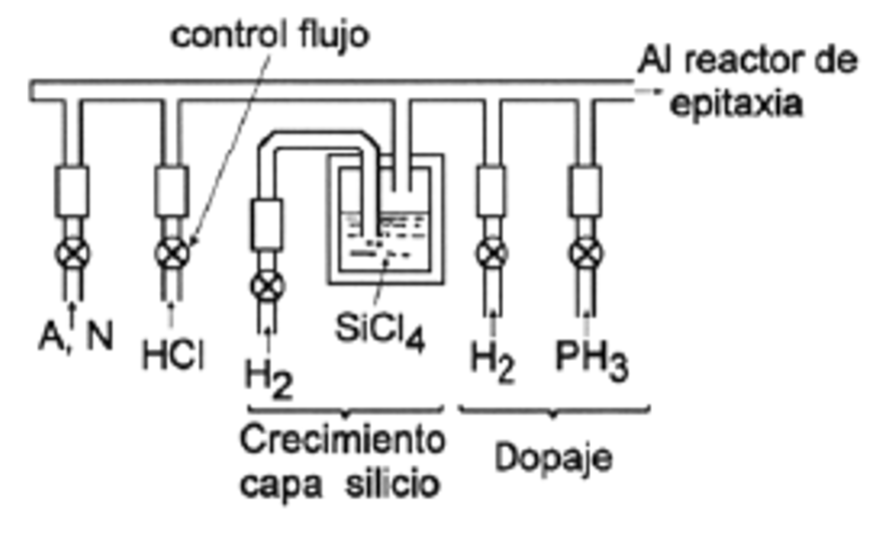 control flujo
Al reactor de
epitaxia
A, N
HCl
H2
SiCl4
H2
PH3
Crecimiento
capa silicio
Dopaje